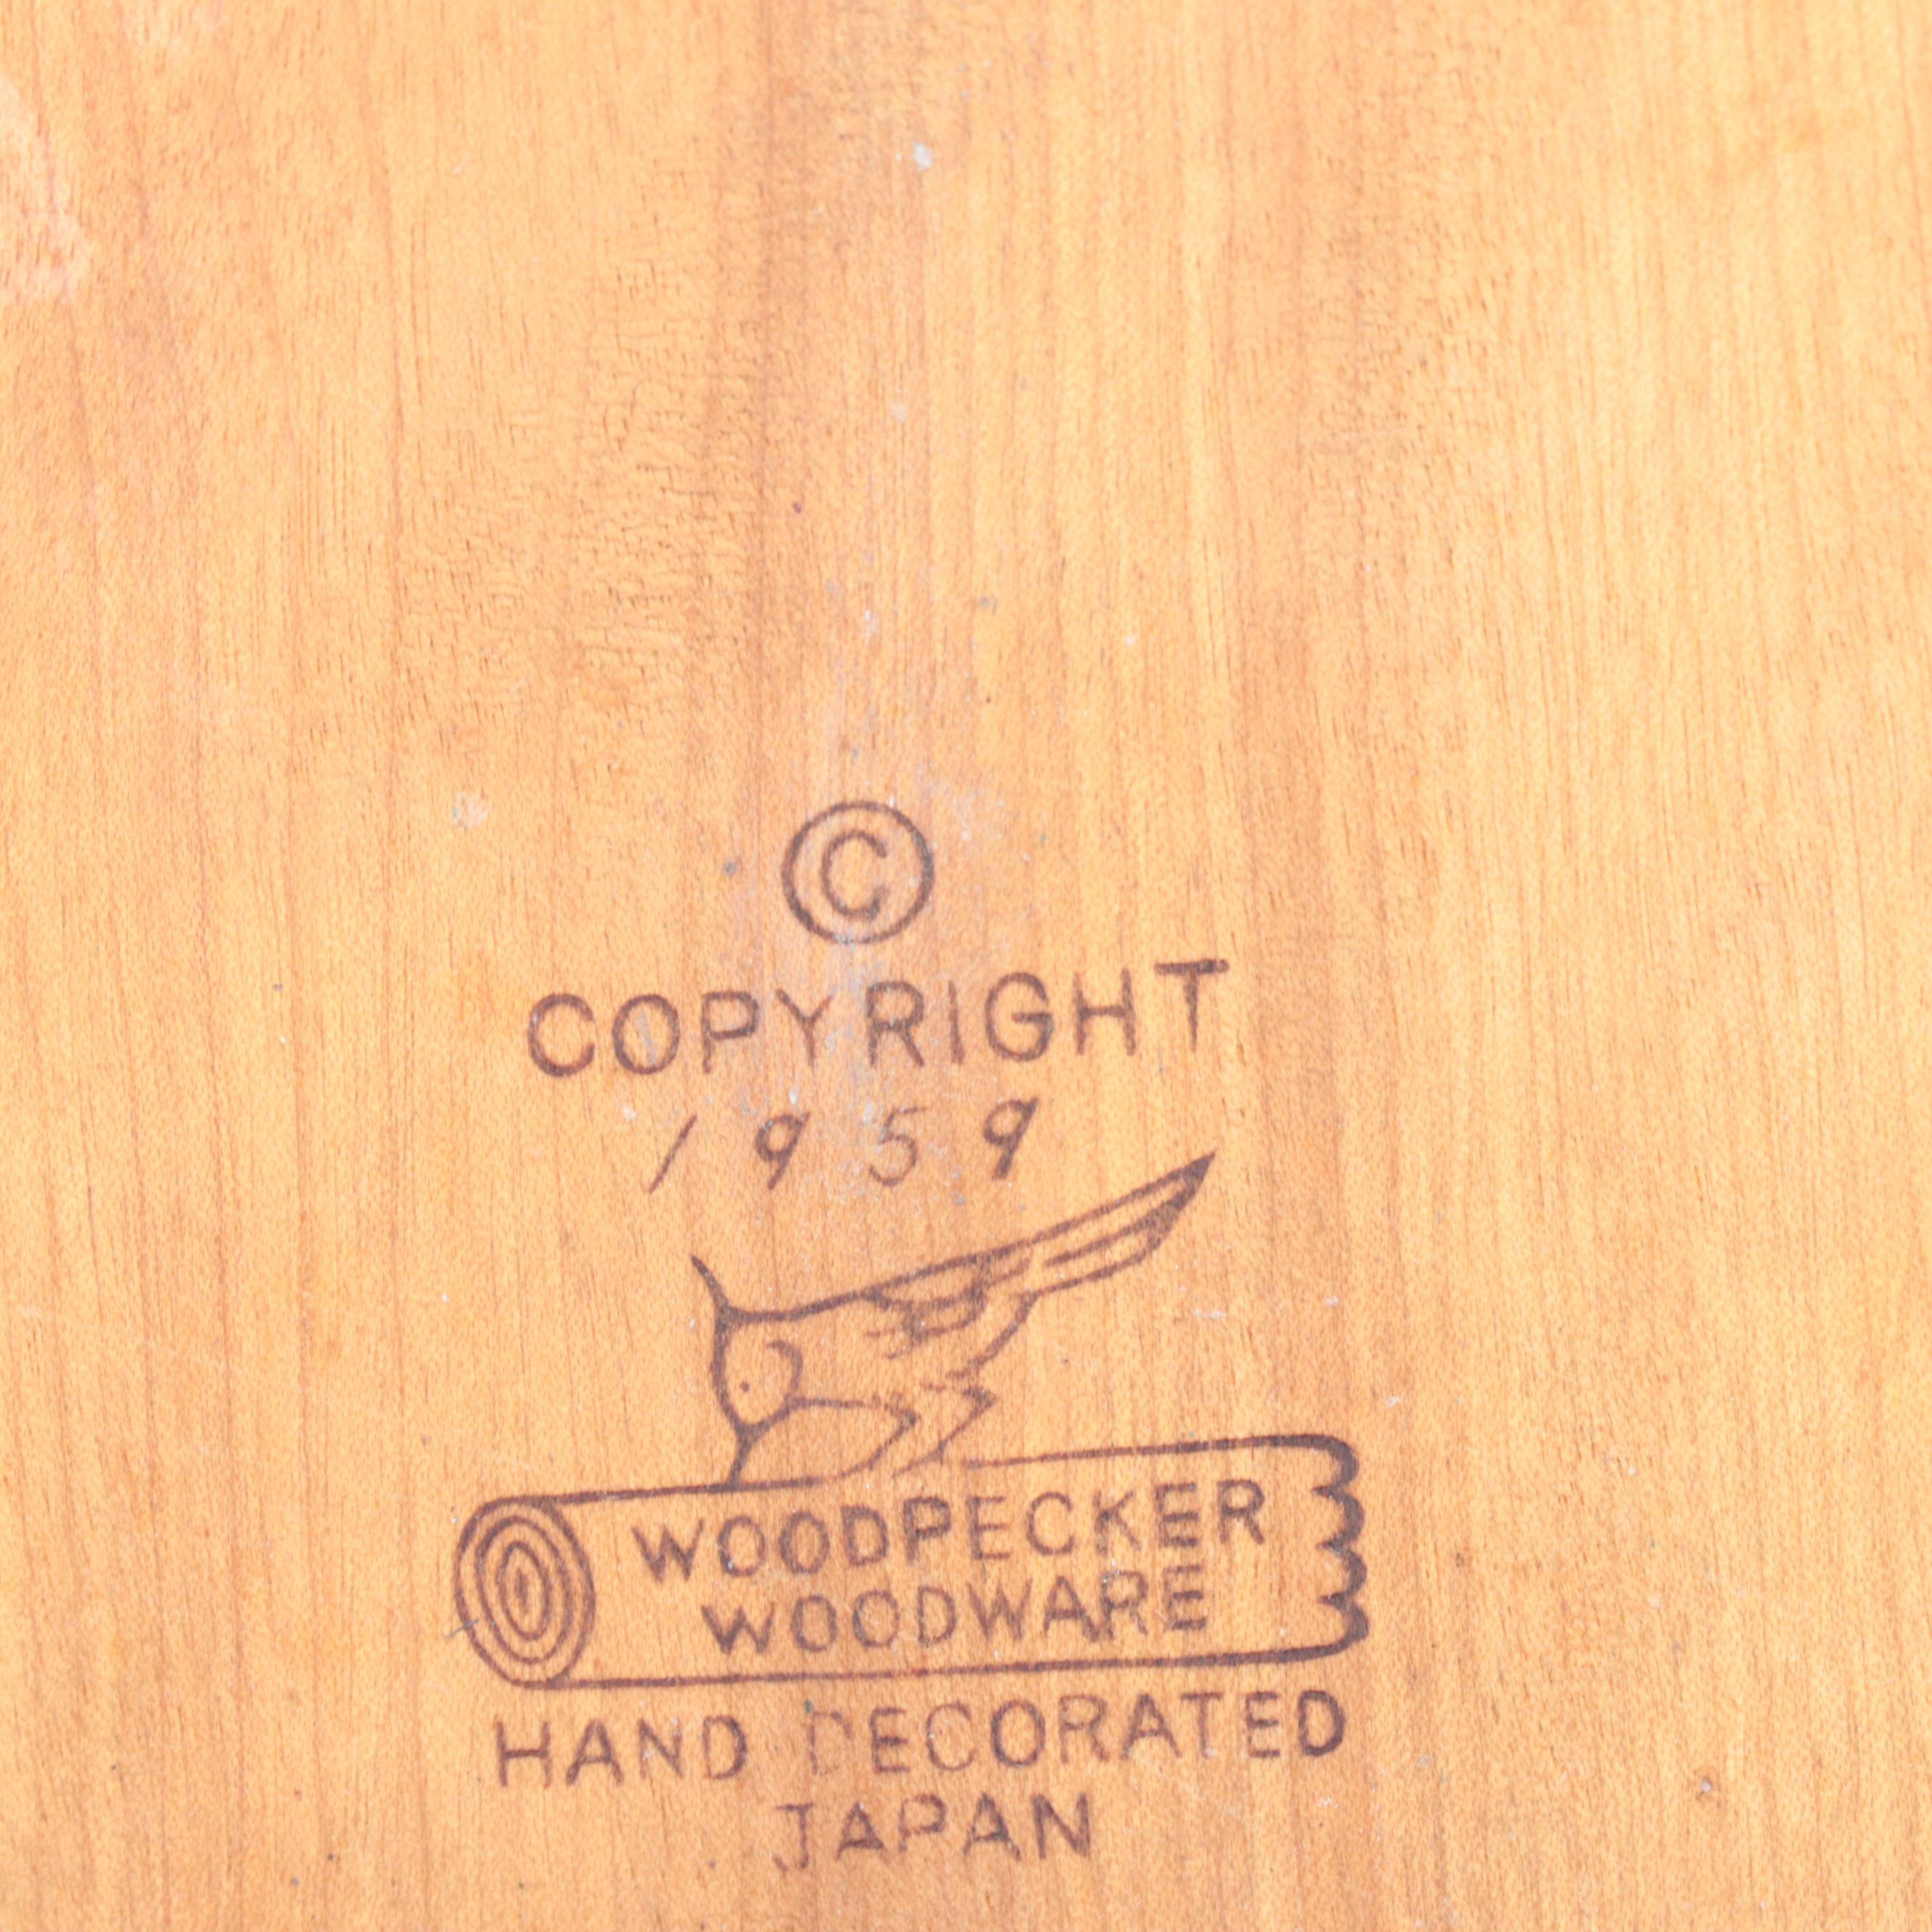 ©
COPYRIGHT
1959
WOODPECKER
WOODWARE
HAND DECORATED
JAPAN